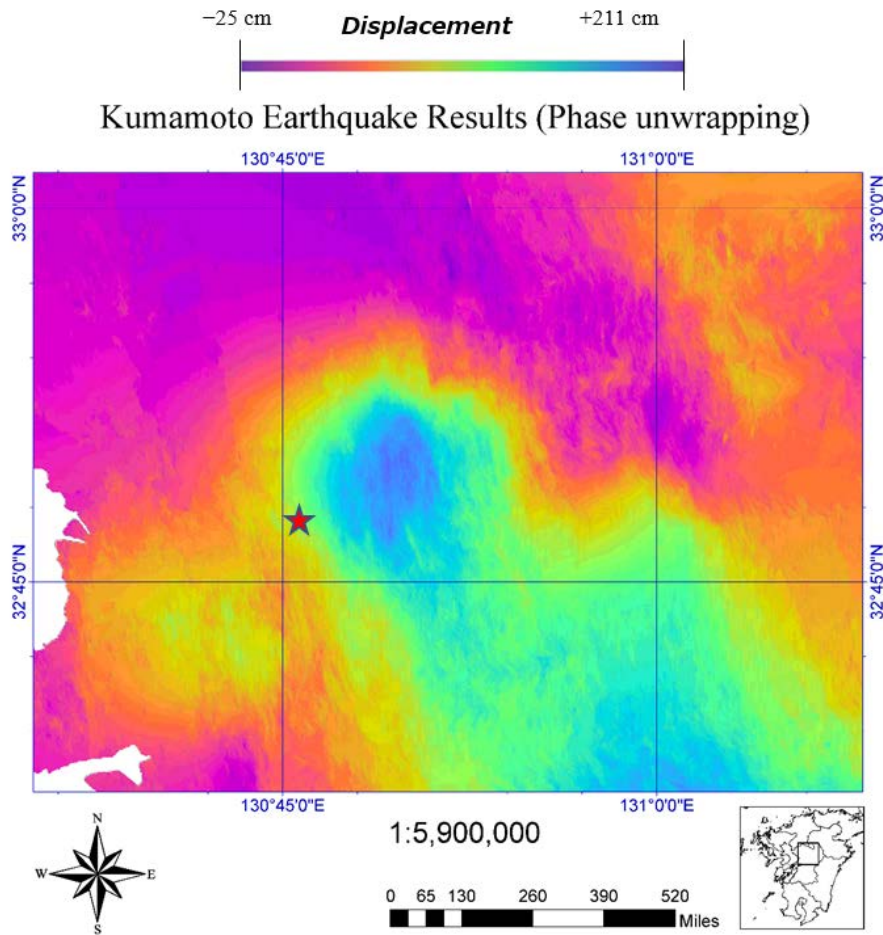 −25 cm Displacement +211 cm
Kumamoto Earthquake Results (Phase unwrapping)
130°45'0"E 131°0'0"E
33°0'0"N 33°0'0"N
32°45'0"N 32°45'0"N
130°45'0"E 131°0'0"E
N
W E
S
1:5,900,000
0 65 130 260 390 520
Miles